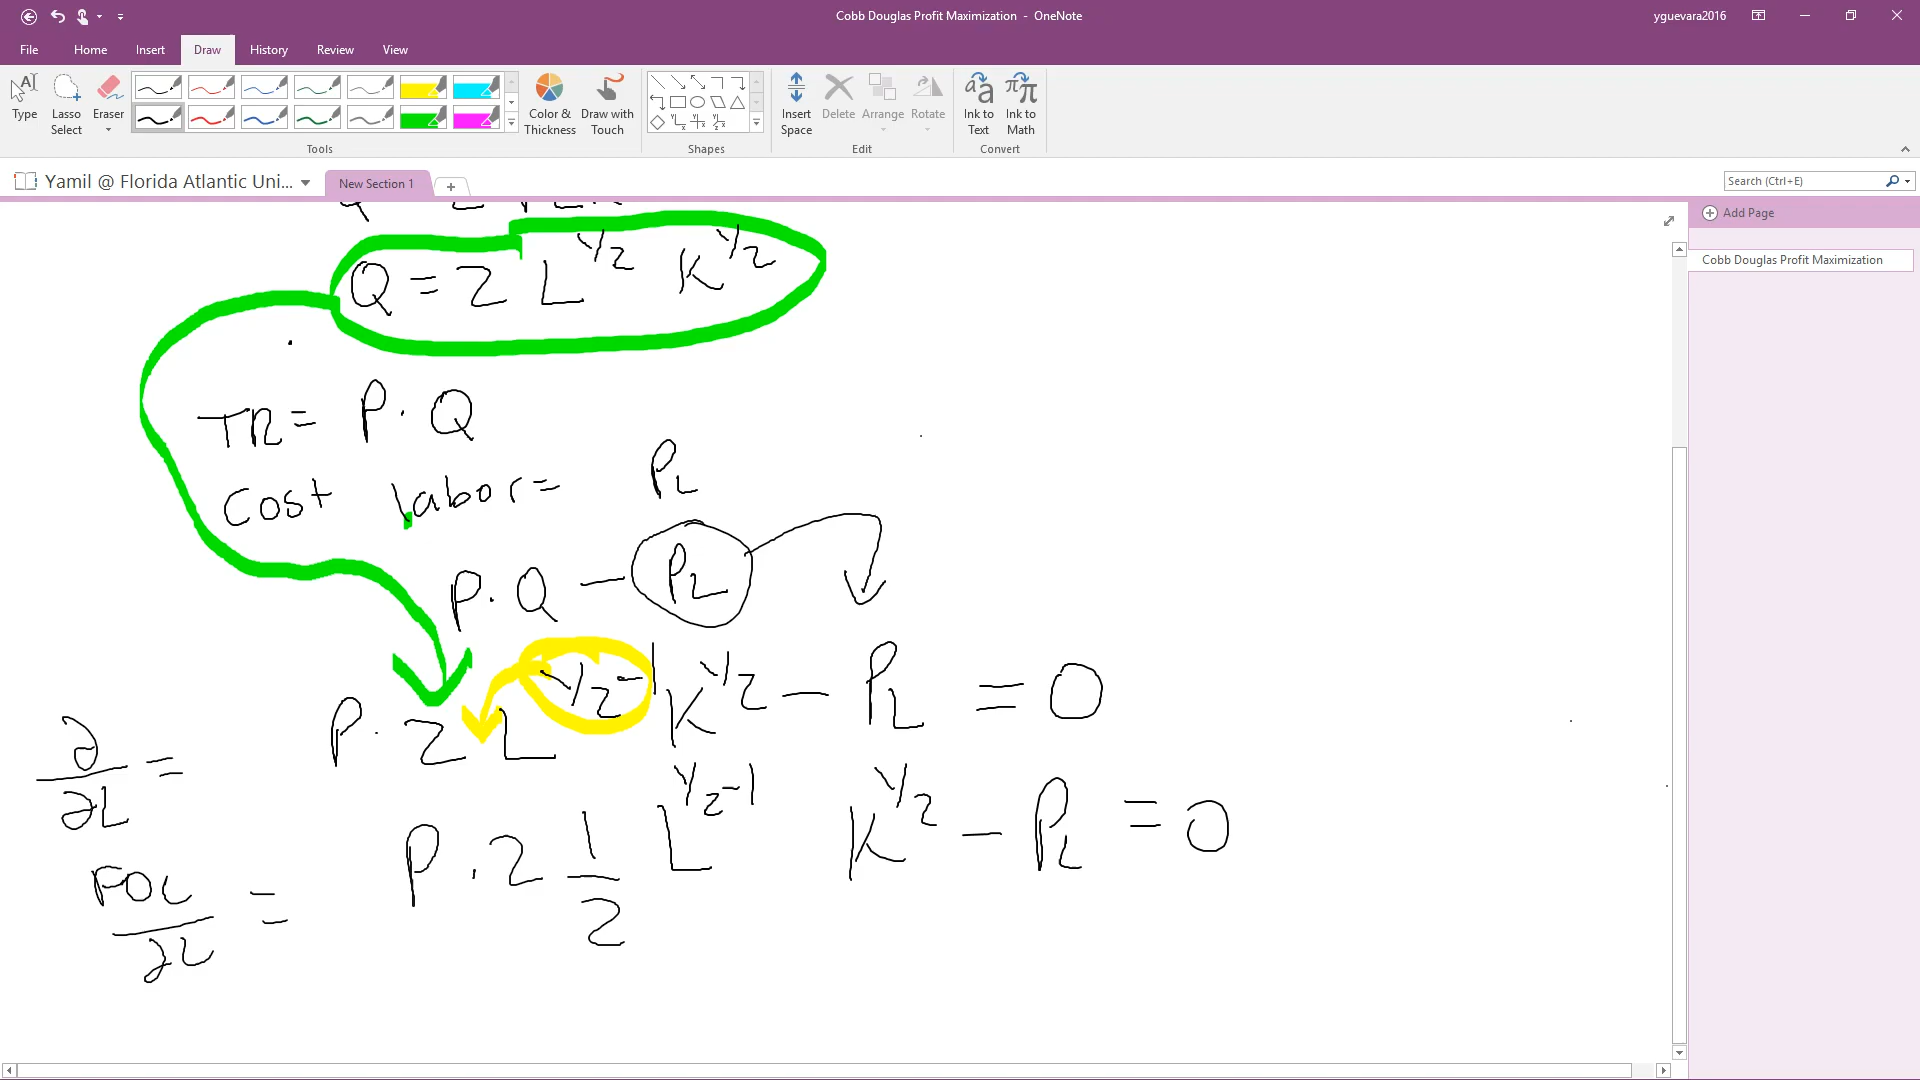 Cobb Douglas Profit Maximization - OneNote
yguevara2016
File Home Insert Draw History Review View
Type
Lasso Select
Eraser
Color & Thickness
Draw with Touch
Insert Space
Delete
Arrange
Rotate
Ink to Text
Ink to Math
Tools
Shapes
Edit
Convert
Yamil @ Florida Atlantic Uni...
New Section 1
Search (Ctrl+E)
Add Page
Cobb Douglas Profit Maximization
Q = 2 L^1/2 K^1/2
TR = P · Q
Cost labor = PL
P · Q - PL
∂/∂L = P · 2 L^1/2-1 K^1/2 - PL = 0
FOC/∂L = P · 2 1/2 L^1/2-1 K^1/2 - PL = 0